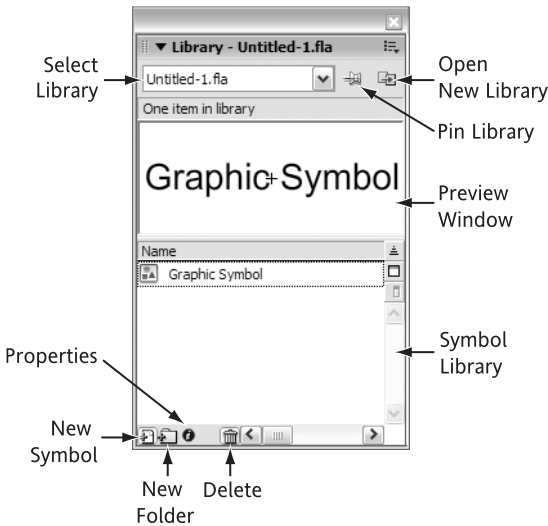 Library - Untitled-1.fla
Select
Library
Untitled-1.fla
Open
New Library
One item in library
Pin Library
Graphic Symbol
Preview
Window
Name
Graphic Symbol
Symbol
Library
Properties
New
Symbol
New
Folder
Delete